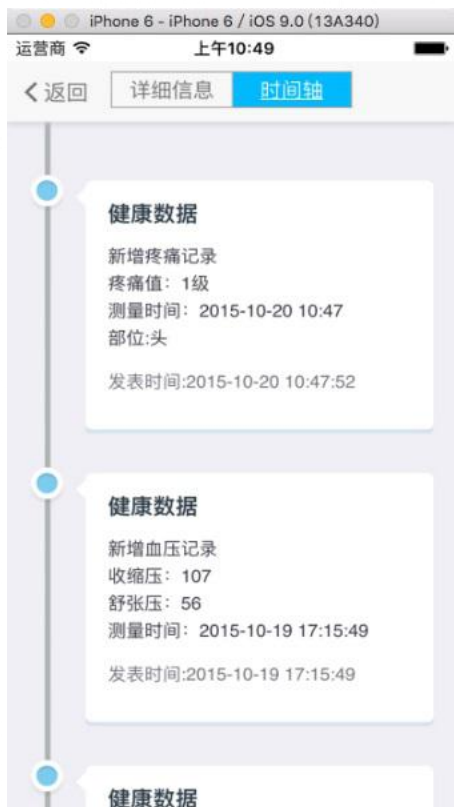 iPhone 6 - iPhone 6 / iOS 9.0 (13A340)
运营商 上午10:49
返回 详细信息 时间轴
健康数据
新增疼痛记录
疼痛值：1级
测量时间：2015-10-20 10:47
部位:头
发表时间:2015-10-20 10:47:52
健康数据
新增血压记录
收缩压：107
舒张压：56
测量时间：2015-10-19 17:15:49
发表时间:2015-10-19 17:15:49
健康数据